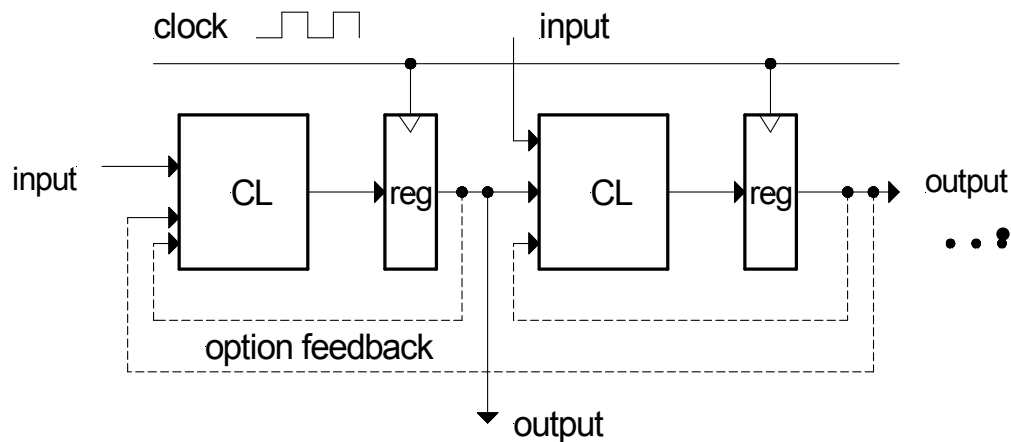 clock
input
input
CL
reg
CL
reg
output
option feedback
output